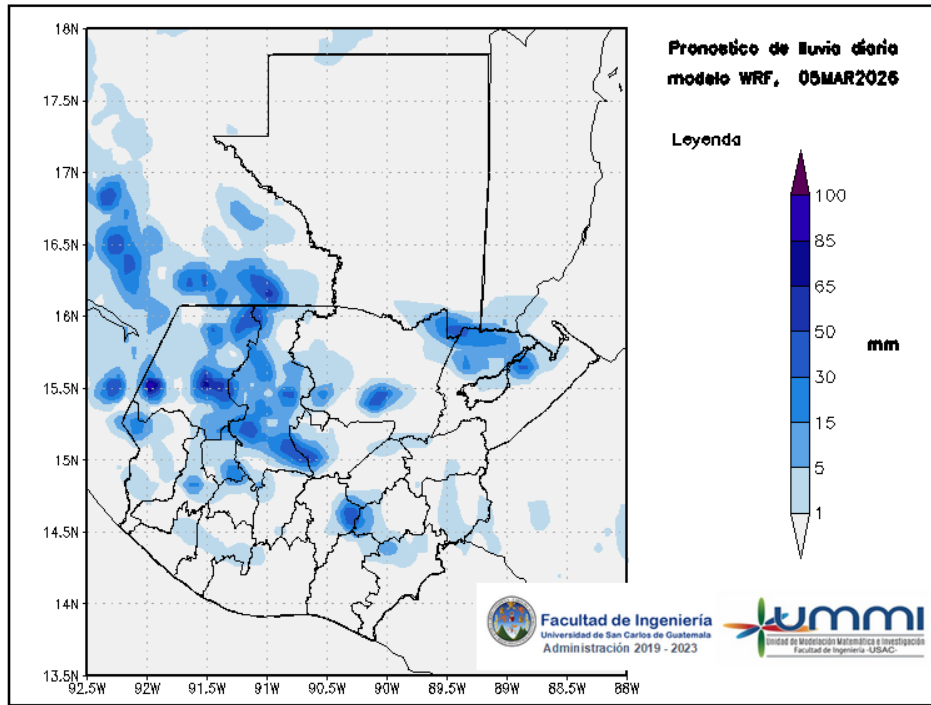 Pronostico de lluvia diaria
modelo WRF, 05MAR2026
Leyenda
100
85
65
50
30
15
5
1
mm
18N
17.5N
17N
16.5N
16N
15.5N
15N
14.5N
14N
13.5N
92.5W
92W
91.5W
91W
90.5W
90W
89.5W
89W
88.5W
88W
Facultad de Ingeniería
Universidad de San Carlos de Guatemala
Administración 2019 - 2023
UMMI
Unidad de Modelación Matemática e Investigación
Facultad de Ingeniería -USAC-